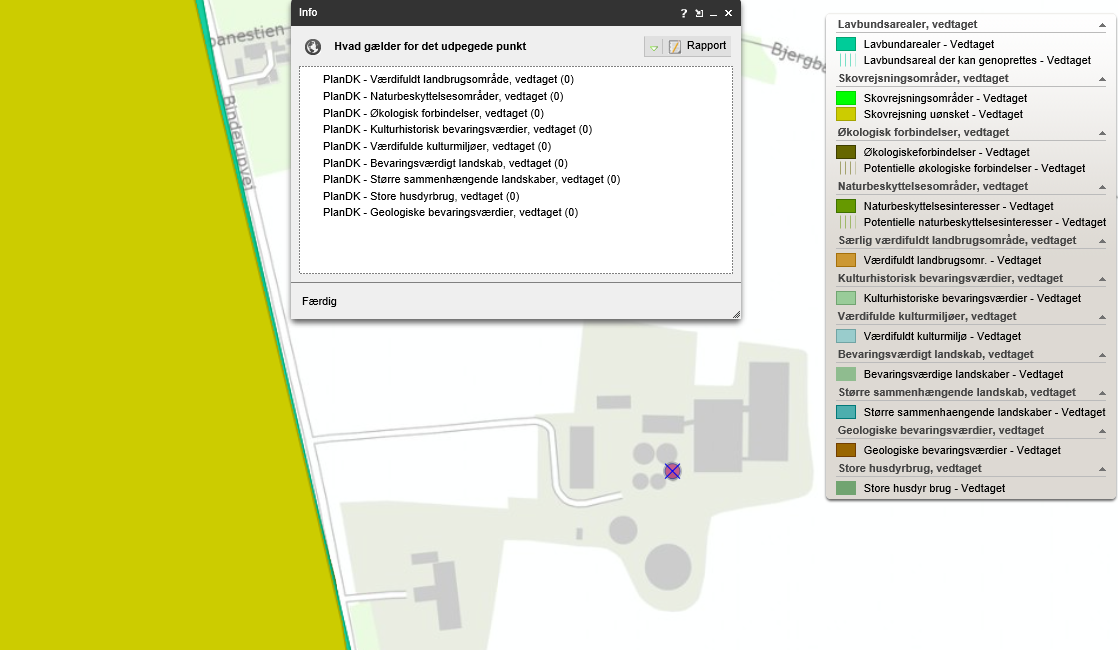 Info
?
Hvad gælder for det udpegede punkt
Rapport
PlanDK - Værdifuldt landbrugsområde, vedtaget (0)
PlanDK - Naturbeskyttelsesområder, vedtaget (0)
PlanDK - Økologisk forbindelser, vedtaget (0)
PlanDK - Kulturhistorisk bevaringsværdier, vedtaget (0)
PlanDK - Værdifulde kulturmiljøer, vedtaget (0)
PlanDK - Bevaringsværdigt landskab, vedtaget (0)
PlanDK - Større sammenhængende landskaber, vedtaget (0)
PlanDK - Store husdyrbrug, vedtaget (0)
PlanDK - Geologiske bevaringsværdier, vedtaget (0)
Færdig
Binderupvej
Lavbundsarealer, vedtaget
Lavbundarealer - Vedtaget
Lavbundsareal der kan genoprettes - Vedtaget
Skovrejsningsområder, vedtaget
Skovrejsningsområder - Vedtaget
Skovrejsning uønsket - Vedtaget
Økologisk forbindelser, vedtaget
Økologiskeforbindelser - Vedtaget
Potentielle økologiske forbindelser - Vedtaget
Naturbeskyttelsesområder, vedtaget
Naturbeskyttelsesinteresser - Vedtaget
Potentielle naturbeskyttelsesinteresser - Vedtaget
Særlig værdifuldt landbrugsområde, vedtaget
Værdifuldt landbrugsomr. - Vedtaget
Kulturhistorisk bevaringsværdier, vedtaget
Kulturhistoriske bevaringsværdier - Vedtaget
Værdifulde kulturmiljøer, vedtaget
Værdifuldt kulturmiljø - Vedtaget
Bevaringsværdigt landskab, vedtaget
Bevaringsværdige landskaber - Vedtaget
Større sammenhængende landskab, vedtaget
Større sammenhaengende landskaber - Vedtaget
Geologiske bevaringsværdier, vedtaget
Geologiske bevaringsværdier - Vedtaget
Store husdyrbrug, vedtaget
Store husdyr brug - Vedtaget